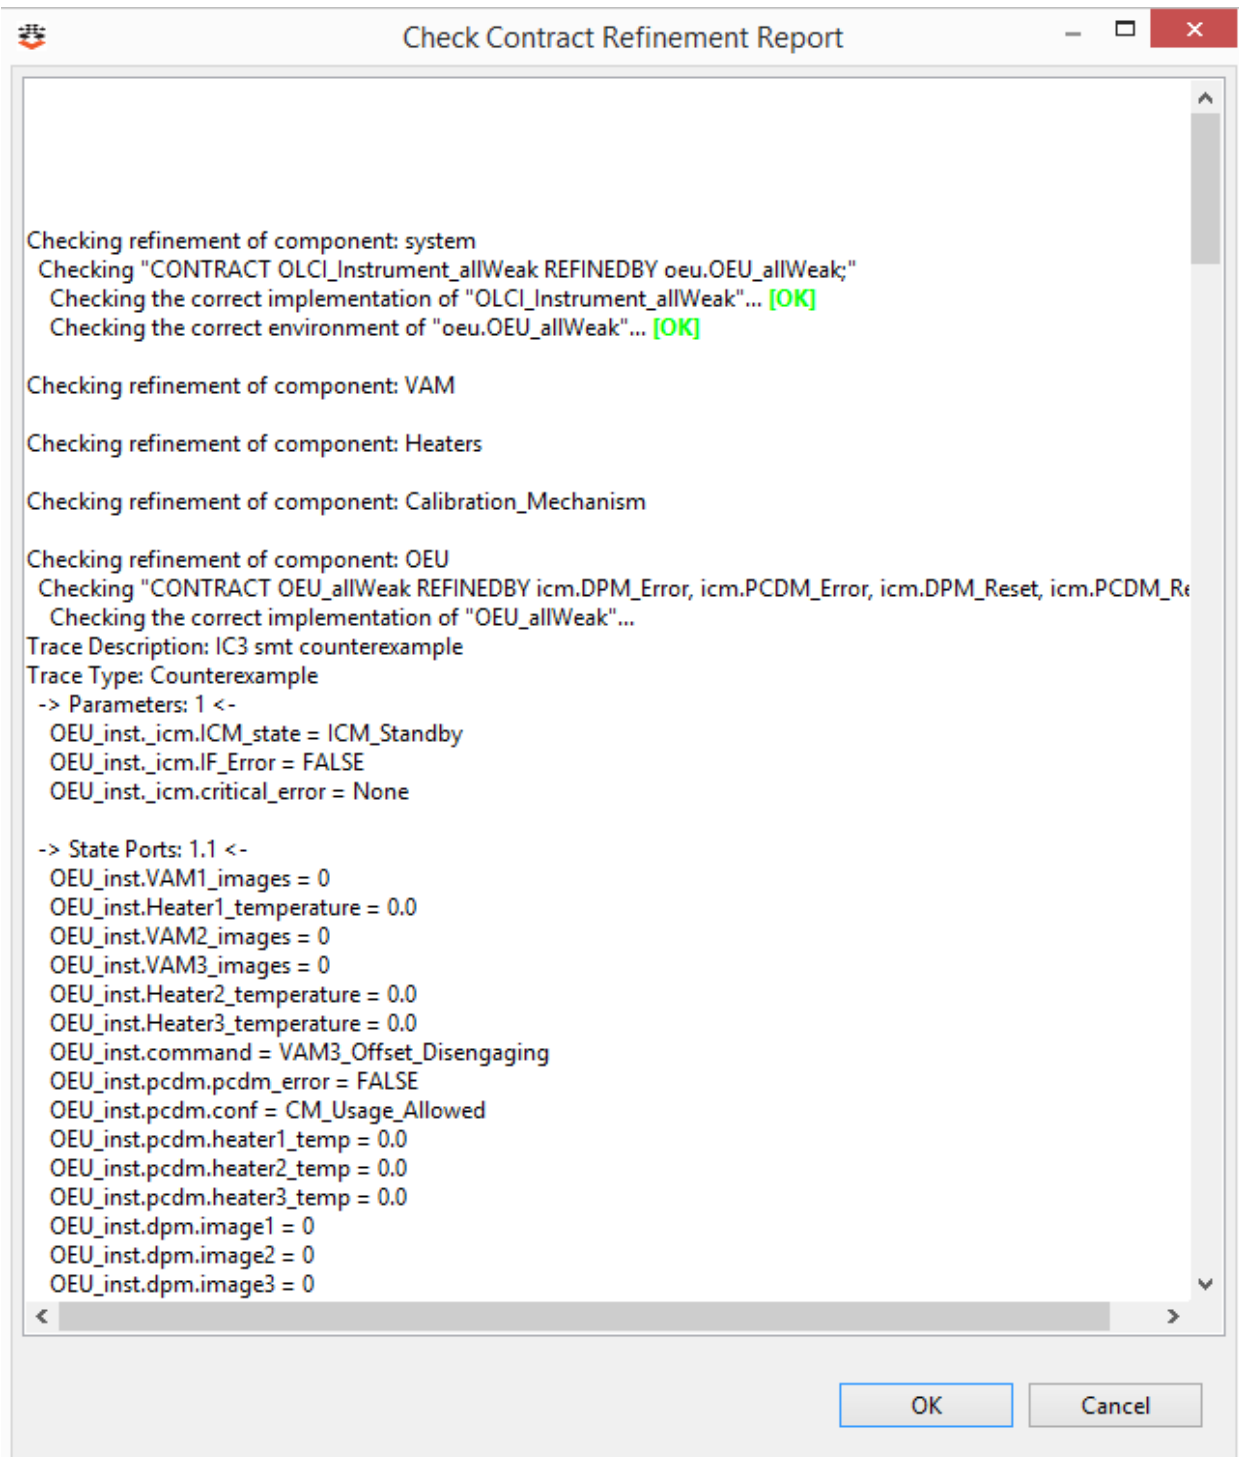 Check Contract Refinement Report
Checking refinement of component: system
Checking "CONTRACT OLCI_Instrument_allWeak REFINEDBY oeu.OEU_allWeak;"
Checking the correct implementation of "OLCI_Instrument_allWeak"... [OK]
Checking the correct environment of "oeu.OEU_allWeak"... [OK]
Checking refinement of component: VAM
Checking refinement of component: Heaters
Checking refinement of component: Calibration_Mechanism
Checking refinement of component: OEU
Checking "CONTRACT OEU_allWeak REFINEDBY icm.DPM_Error, icm.PCDM_Error, icm.DPM_Reset, icm.PCDM_Re
Checking the correct implementation of "OEU_allWeak"...
Trace Description: IC3 smt counterexample
Trace Type: Counterexample
-> Parameters: 1 <-
OEU_inst._icm.ICM_state = ICM_Standby
OEU_inst._icm.IF_Error = FALSE
OEU_inst._icm.critical_error = None
-> State Ports: 1.1 <-
OEU_inst.VAM1_images = 0
OEU_inst.Heater1_temperature = 0.0
OEU_inst.VAM2_images = 0
OEU_inst.VAM3_images = 0
OEU_inst.Heater2_temperature = 0.0
OEU_inst.Heater3_temperature = 0.0
OEU_inst.command = VAM3_Offset_Disengaging
OEU_inst.pcdm.pcdm_error = FALSE
OEU_inst.pcdm.conf = CM_Usage_Allowed
OEU_inst.pcdm.heater1_temp = 0.0
OEU_inst.pcdm.heater2_temp = 0.0
OEU_inst.pcdm.heater3_temp = 0.0
OEU_inst.dpm.image1 = 0
OEU_inst.dpm.image2 = 0
OEU_inst.dpm.image3 = 0
OK Cancel